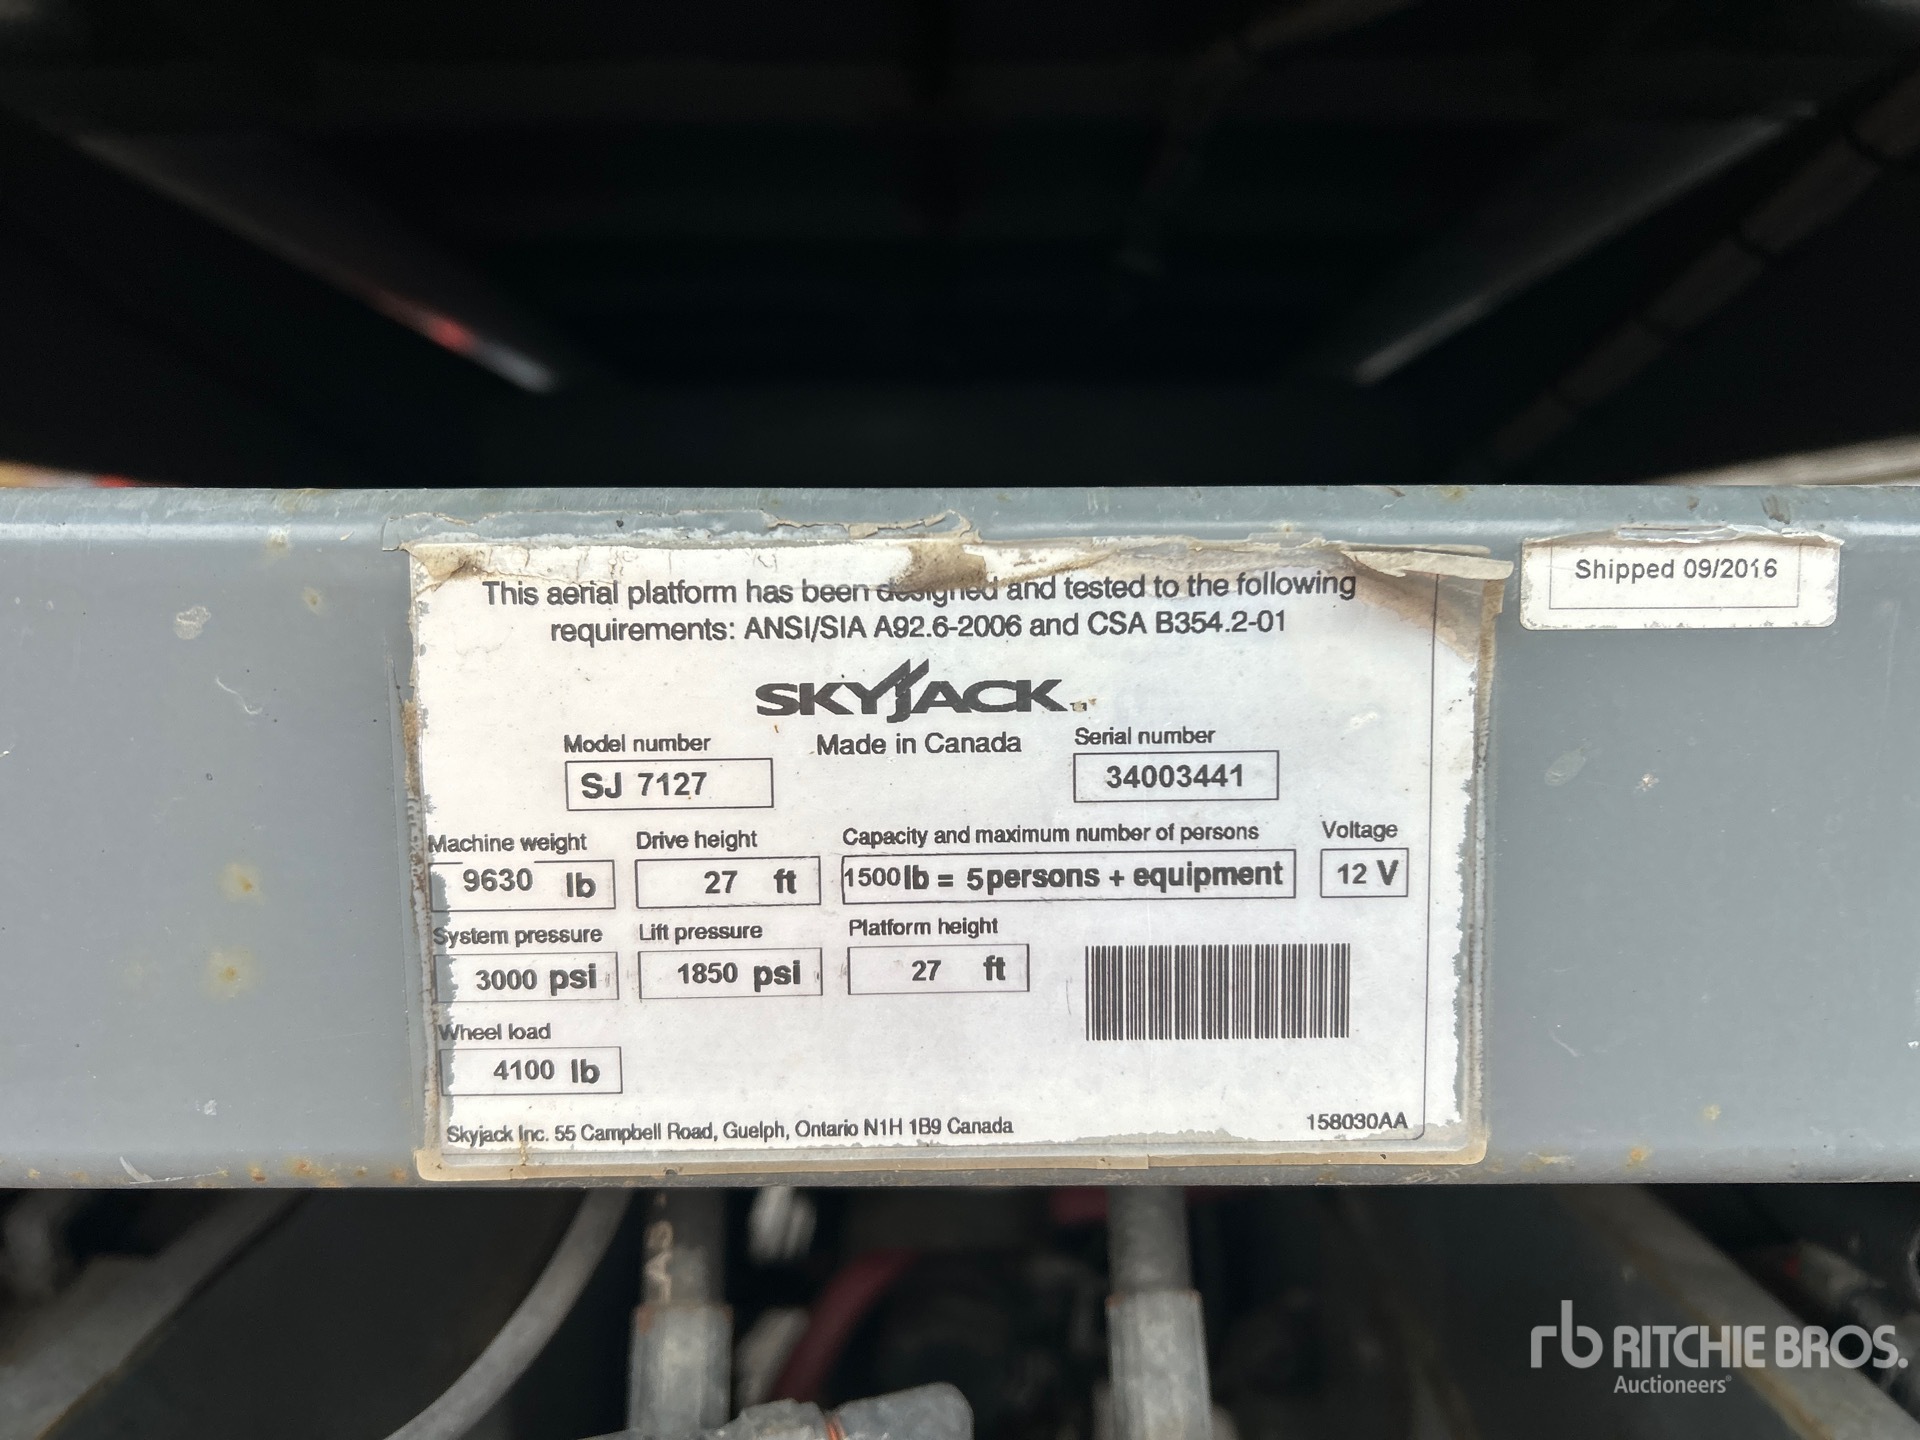 This aerial platform has been designed and tested to the following
requirements: ANSI/SIA A92.6-2006 and CSA B354.2-01
Shipped 09/2016
SKYJACK
Made in Canada
Model number
SJ 7127
Serial number
34003441
Machine weight
9630 lb
Drive height
27 ft
Capacity and maximum number of persons
1500 lb = 5 persons + equipment
Voltage
12 V
System pressure
3000 psi
Lift pressure
1850 psi
Platform height
27 ft
Wheel load
4100 lb
Skyjack Inc. 55 Campbell Road, Guelph, Ontario N1H 1B9 Canada
158030AA
rb RITCHIE BROS.
Auctioneers